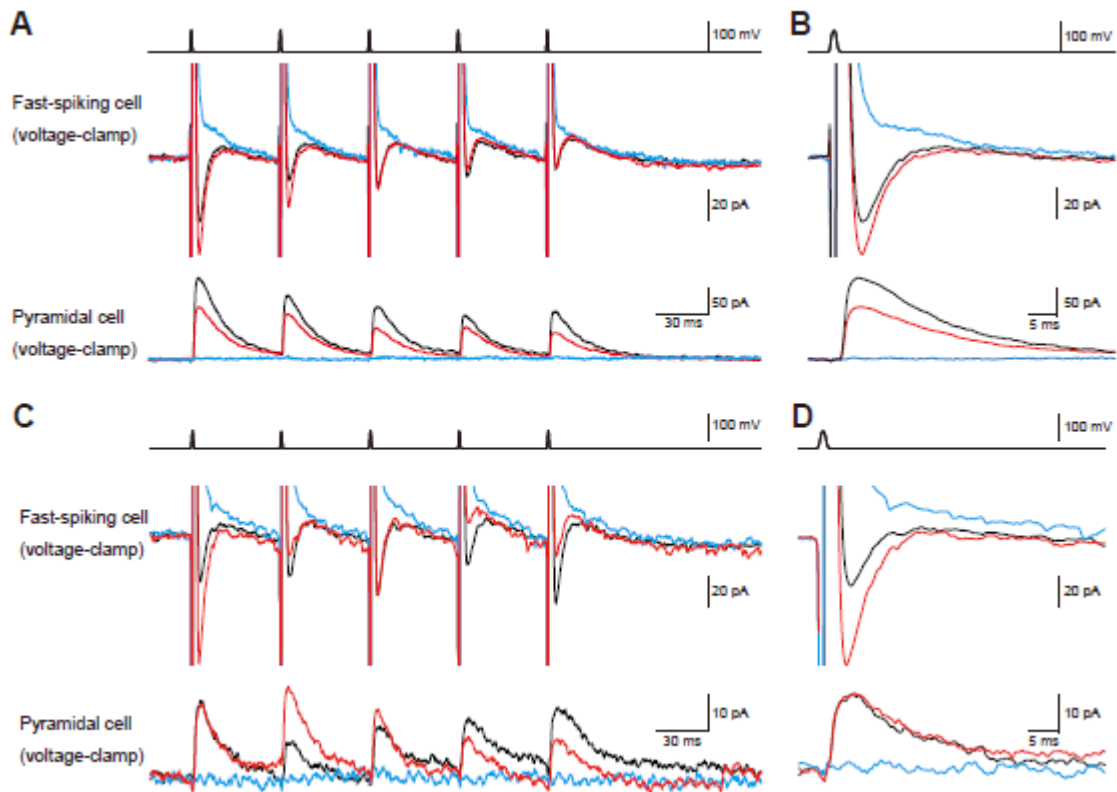 A
B
100 mV
100 mV
Fast-spiking cell
(voltage-clamp)
20 pA
20 pA
Pyramidal cell
(voltage-clamp)
50 pA
30 ms
50 pA
5 ms
C
D
100 mV
100 mV
Fast-spiking cell
(voltage-clamp)
20 pA
20 pA
Pyramidal cell
(voltage-clamp)
10 pA
30 ms
10 pA
5 ms